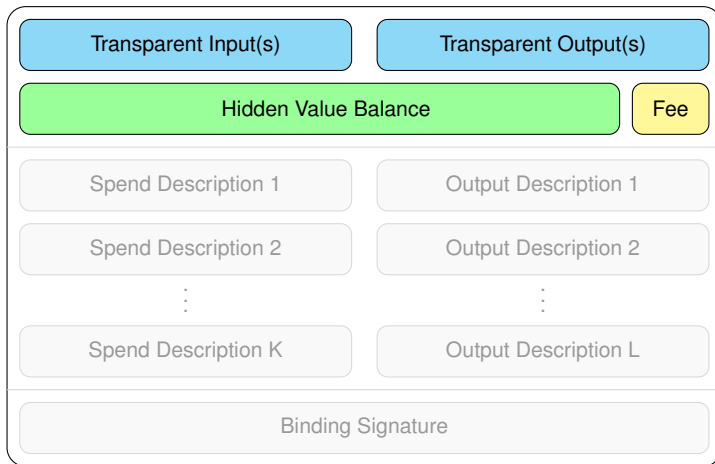 Transparent Input(s) Transparent Output(s)
Hidden Value Balance Fee
Spend Description 1 Output Description 1
Spend Description 2 Output Description 2
⋮ ⋮
Spend Description K Output Description L
Binding Signature